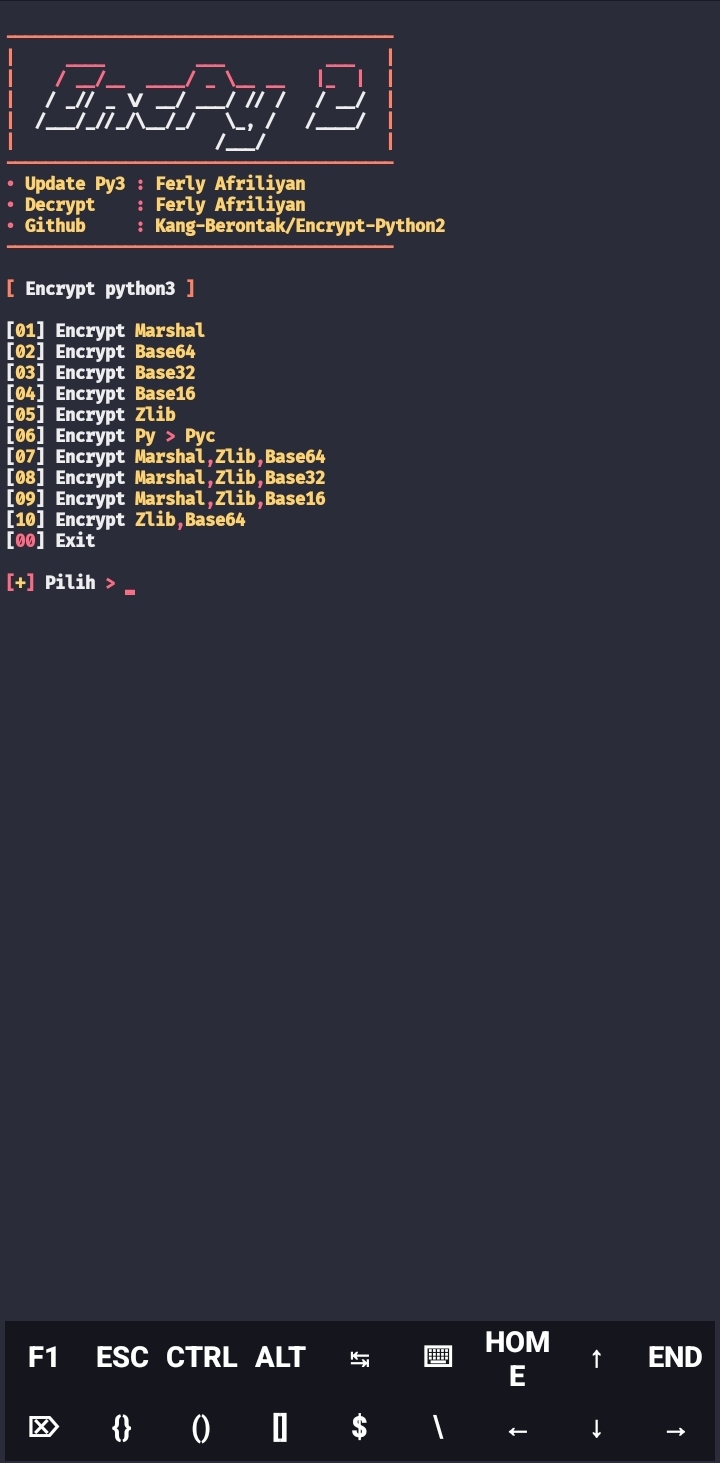 • Update Py3 : Ferly Afriliyan
• Decrypt    : Ferly Afriliyan
• Github     : Kang-Berontak/Encrypt-Python2
[ Encrypt python3 ]
[01] Encrypt Marshal
[02] Encrypt Base64
[03] Encrypt Base32
[04] Encrypt Base16
[05] Encrypt Zlib
[06] Encrypt Py > Pyc
[07] Encrypt Marshal,Zlib,Base64
[08] Encrypt Marshal,Zlib,Base32
[09] Encrypt Marshal,Zlib,Base16
[10] Encrypt Zlib,Base64
[00] Exit
[+] Pilih > _
F1 ESC CTRL ALT ↹ ⌨ HOM
E ↑ END
⌦ {} () [] $ \ ← ↓ →